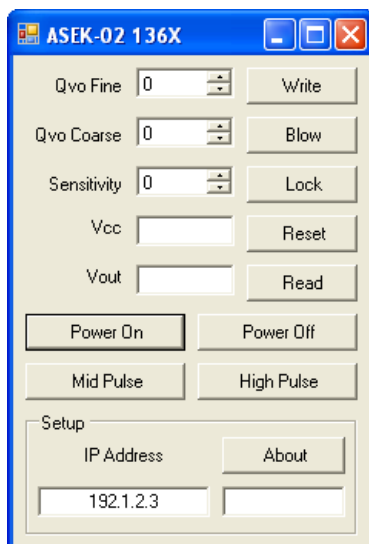 ASEK-02 136X
Qvo Fine 0 Write
Qvo Coarse 0 Blow
Sensitivity 0 Lock
Vcc Reset
Vout Read
Power On Power Off
Mid Pulse High Pulse
Setup
IP Address About
192.1.2.3